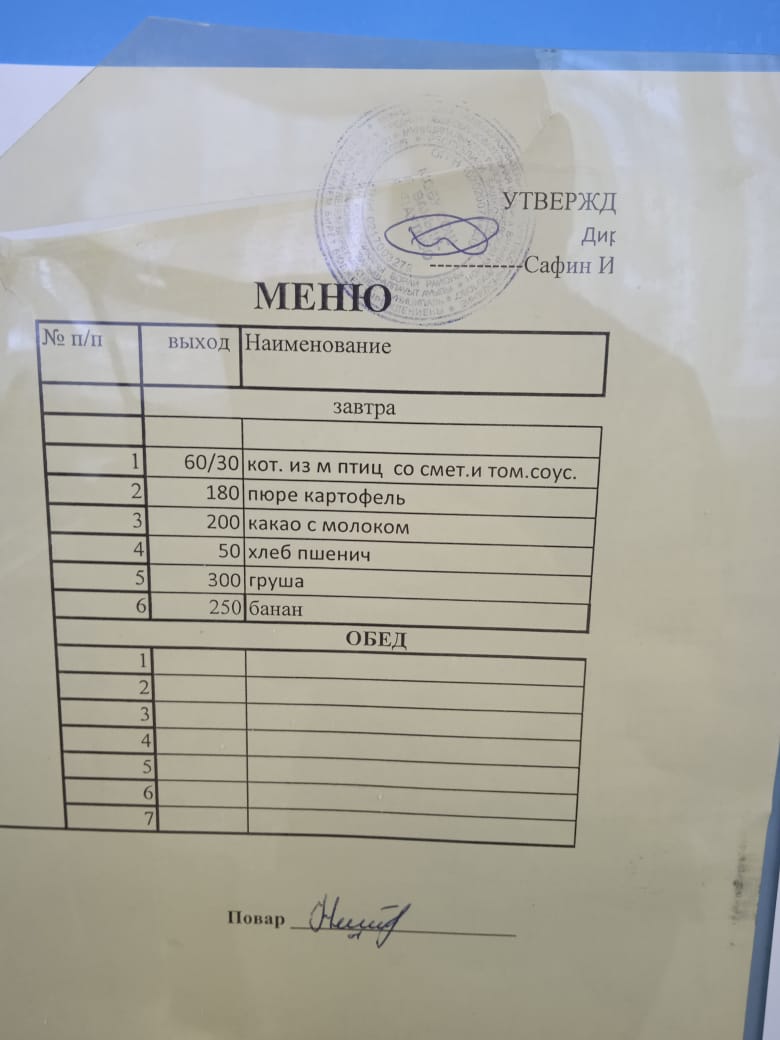 УТВЕРЖД
Дир
------------Сафин И
МЕНЮ
№ п/п выход Наименование
завтра
1 60/30 кот. из м птиц со смет.и том.соус.
2 180 пюре картофель
3 200 какао с молоком
4 50 хлеб пшенич
5 300 груша
6 250 банан
ОБЕД
1
2
3
4
5
6
7
Повар